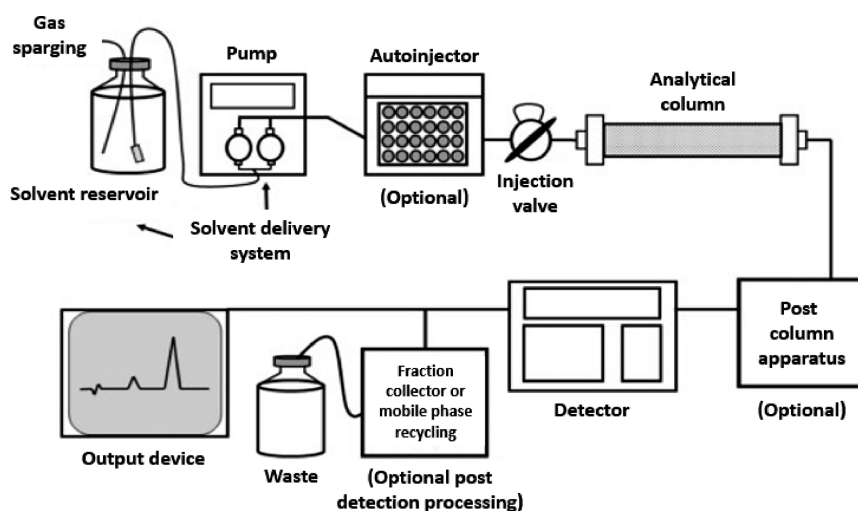 Gas
sparging
Pump
Autoinjector
Analytical
column
Solvent reservoir
Solvent delivery
system
(Optional)
Injection
valve
Post
column
apparatus
(Optional)
Detector
Fraction
collector or
mobile phase
recycling
(Optional post
detection processing)
Waste
Output device